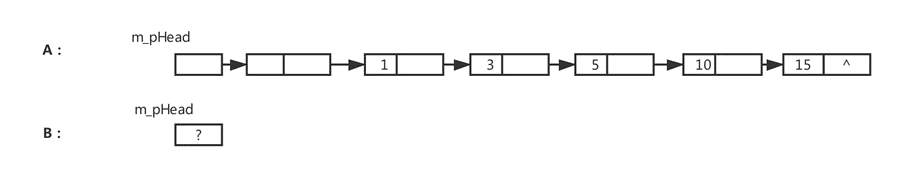 m_pHead
A：
1 3 5 10 15 ^
m_pHead
B：
?